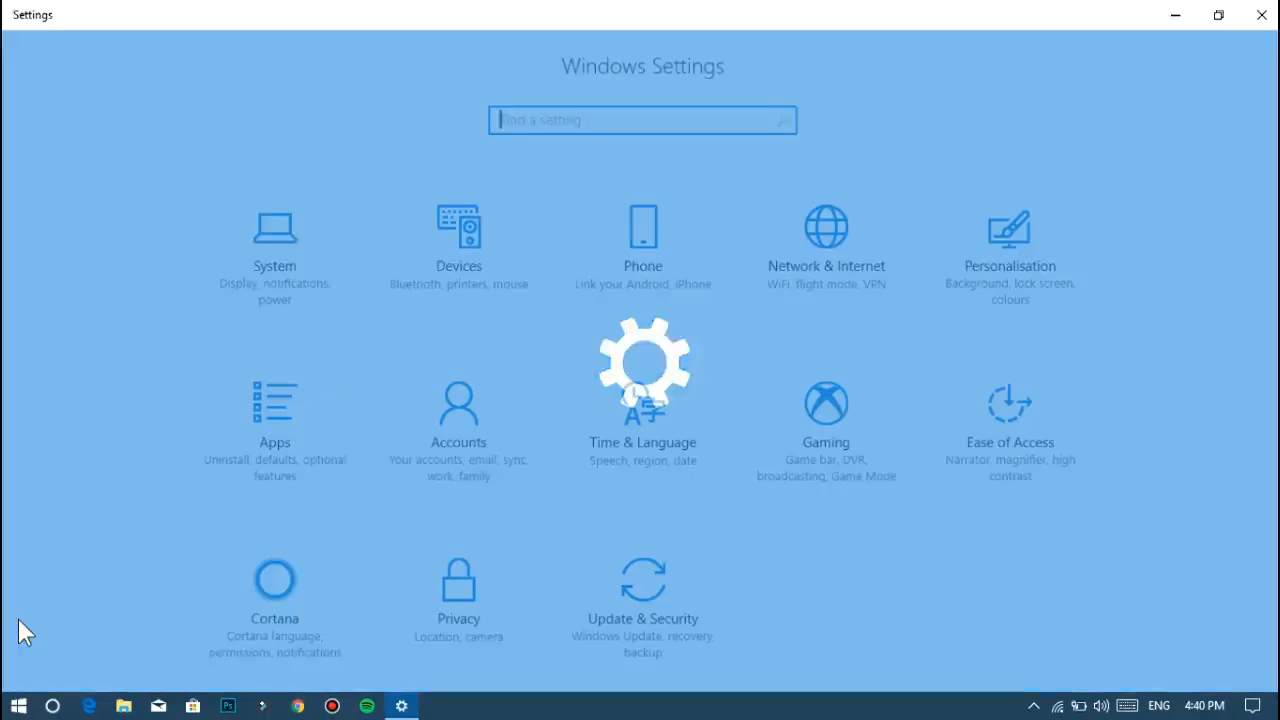 Settings
Windows Settings
Find a setting
System
Display, notifications,
power
Devices
Bluetooth, printers, mouse
Phone
Link your Android, iPhone
Network & Internet
WiFi, flight mode, VPN
Personalisation
Background, lock screen,
colours
Apps
Uninstall, defaults, optional
features
Accounts
Your accounts, email, sync,
work, family
A字
Time & Language
Speech, region, date
Gaming
Game bar, DVR,
broadcasting, Game Mode
Ease of Access
Narrator, magnifier, high
contrast
Cortana
Cortana language,
permissions, notifications
Privacy
Location, camera
Update & Security
Windows Update, recovery,
backup
Ps
ENG
4:40 PM